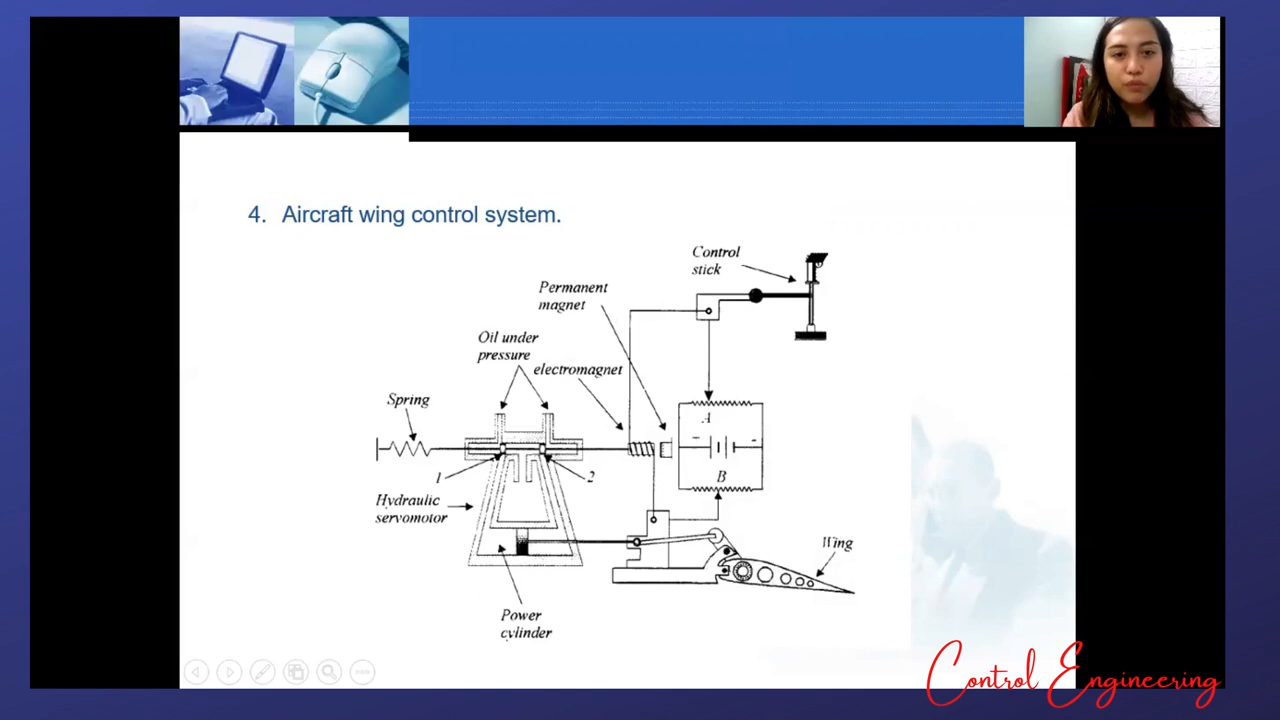 4. Aircraft wing control system.
Control
stick
Permanent
magnet
Oil under
pressure
electromagnet
Spring
A
1
2
B
Hydraulic
servomotor
Wing
Power
cylinder
Control Engineering